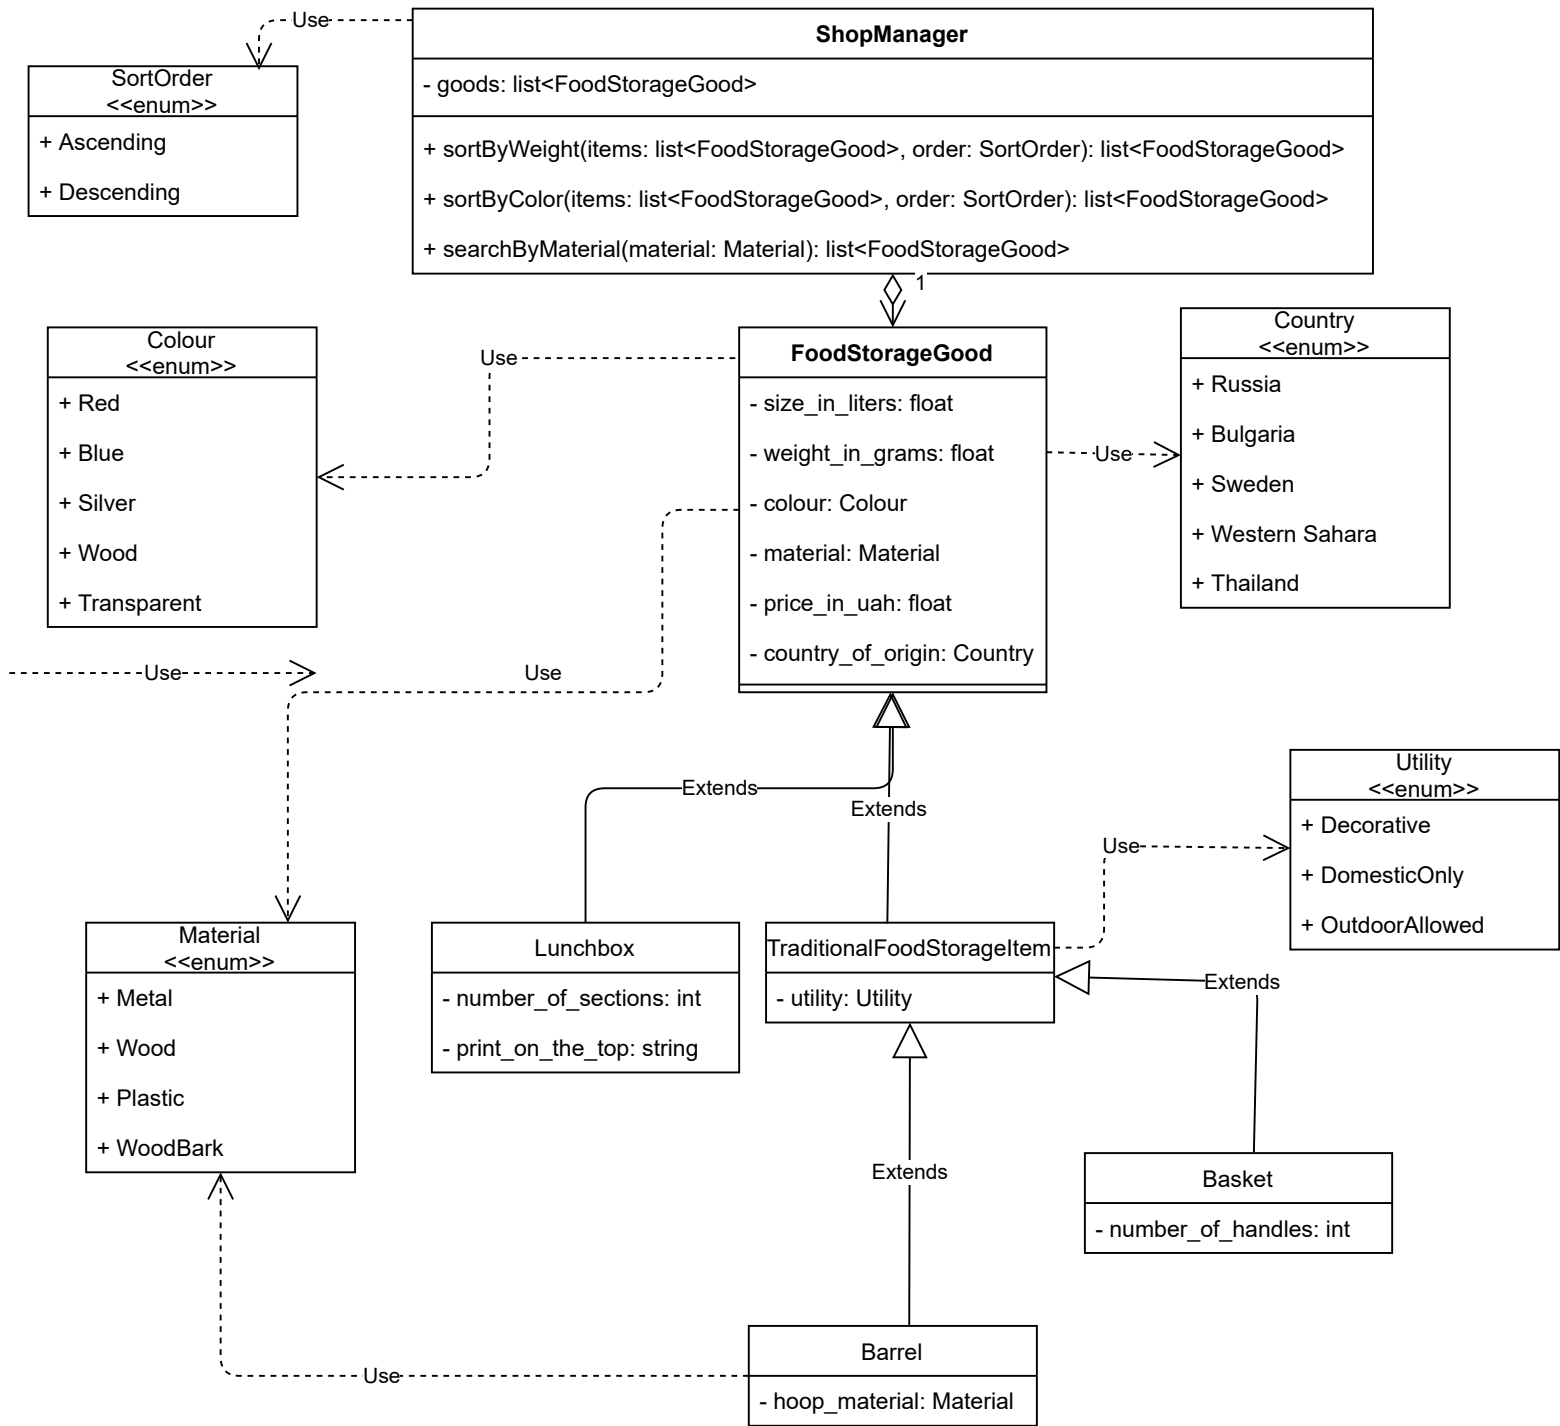 Use
ShopManager
- goods: list<FoodStorageGood>
+ sortByWeight(items: list<FoodStorageGood>, order: SortOrder): list<FoodStorageGood>
+ sortByColor(items: list<FoodStorageGood>, order: SortOrder): list<FoodStorageGood>
+ searchByMaterial(material: Material): list<FoodStorageGood>
SortOrder
<<enum>>
+ Ascending
+ Descending
1
Colour
<<enum>>
+ Red
+ Blue
+ Silver
+ Wood
+ Transparent
Use
FoodStorageGood
- size_in_liters: float
- weight_in_grams: float
- colour: Colour
- material: Material
- price_in_uah: float
- country_of_origin: Country
Use
Country
<<enum>>
+ Russia
+ Bulgaria
+ Sweden
+ Western Sahara
+ Thailand
Use
Use
Extends
Extends
Use
Utility
<<enum>>
+ Decorative
+ DomesticOnly
+ OutdoorAllowed
Material
<<enum>>
+ Metal
+ Wood
+ Plastic
+ WoodBark
Lunchbox
- number_of_sections: int
- print_on_the_top: string
TraditionalFoodStorageItem
- utility: Utility
Extends
Extends
Basket
- number_of_handles: int
Use
Barrel
- hoop_material: Material